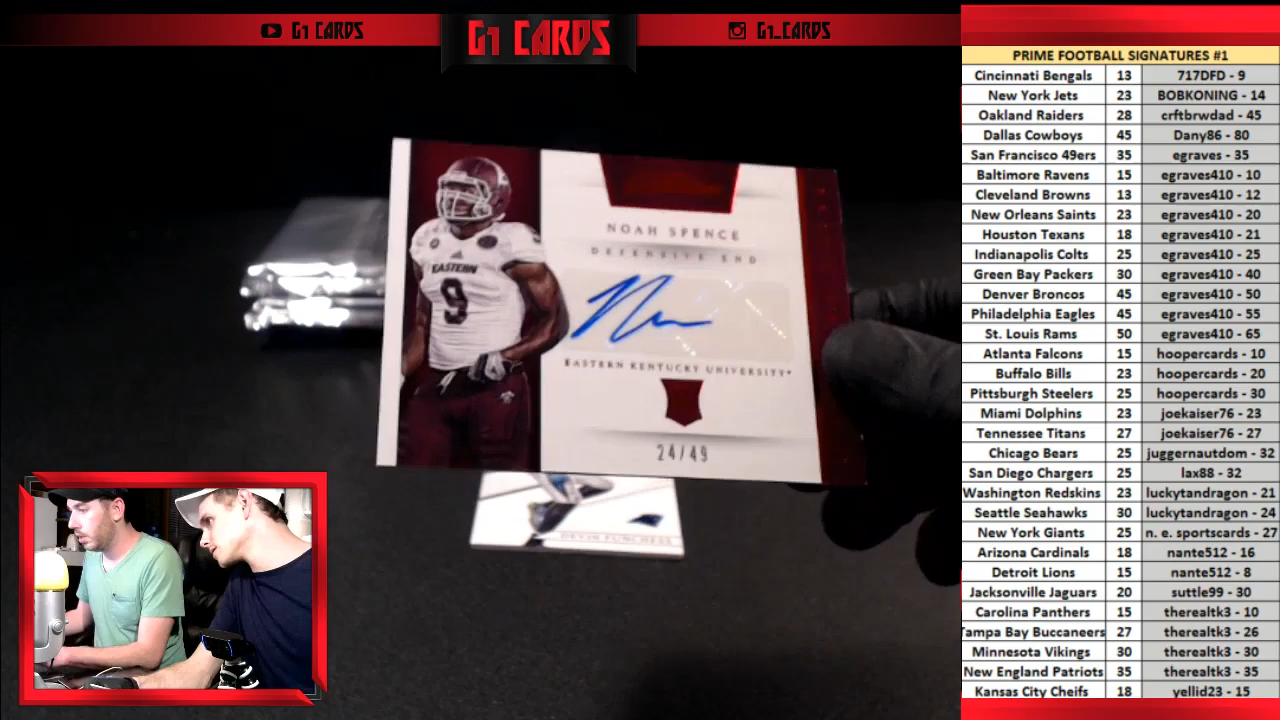 G1 CARDS
G1 CARDS
G1_CARDS
NOAH SPENCE
DEFENSIVE END
EASTERN
9
EASTERN KENTUCKY UNIVERSITY
24/49
DEVIN FUNCHESS
PRIME FOOTBALL SIGNATURES #1
Cincinnati Bengals 13 717DFD - 9
New York Jets 23 BOBKONING - 14
Oakland Raiders 28 crftbrwdad - 45
Dallas Cowboys 45 Dany86 - 80
San Francisco 49ers 35 egraves - 35
Baltimore Ravens 15 egraves410 - 10
Cleveland Browns 13 egraves410 - 12
New Orleans Saints 23 egraves410 - 20
Houston Texans 18 egraves410 - 21
Indianapolis Colts 25 egraves410 - 25
Green Bay Packers 30 egraves410 - 40
Denver Broncos 45 egraves410 - 50
Philadelphia Eagles 45 egraves410 - 55
St. Louis Rams 50 egraves410 - 65
Atlanta Falcons 15 hoopercards - 10
Buffalo Bills 23 hoopercards - 20
Pittsburgh Steelers 25 hoopercards - 30
Miami Dolphins 23 joekaiser76 - 23
Tennessee Titans 27 joekaiser76 - 27
Chicago Bears 25 juggernautdom - 32
San Diego Chargers 25 lax88 - 32
Washington Redskins 23 luckytandragon - 21
Seattle Seahawks 30 luckytandragon - 24
New York Giants 25 n. e. sportscards - 27
Arizona Cardinals 18 nante512 - 16
Detroit Lions 15 nante512 - 8
Jacksonville Jaguars 20 suttle99 - 30
Carolina Panthers 15 therealtk3 - 10
Tampa Bay Buccaneers 27 therealtk3 - 26
Minnesota Vikings 30 therealtk3 - 30
New England Patriots 35 therealtk3 - 35
Kansas City Cheifs 18 yellid23 - 15